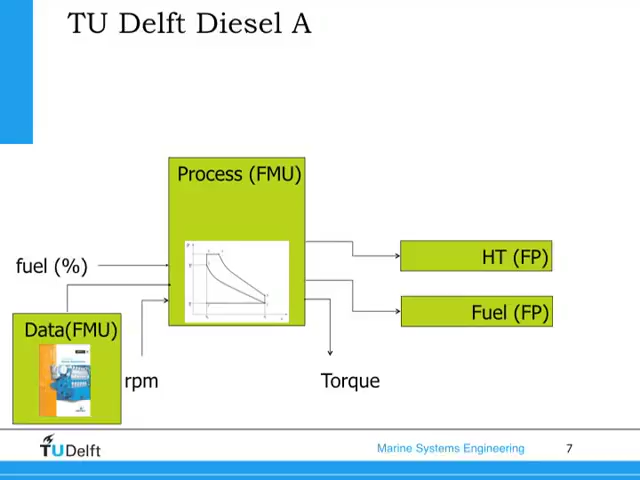 TU Delft Diesel A
Process (FMU)
fuel (%)
HT (FP)
Fuel (FP)
Data(FMU)
rpm
Torque
TUDelft
Marine Systems Engineering
7